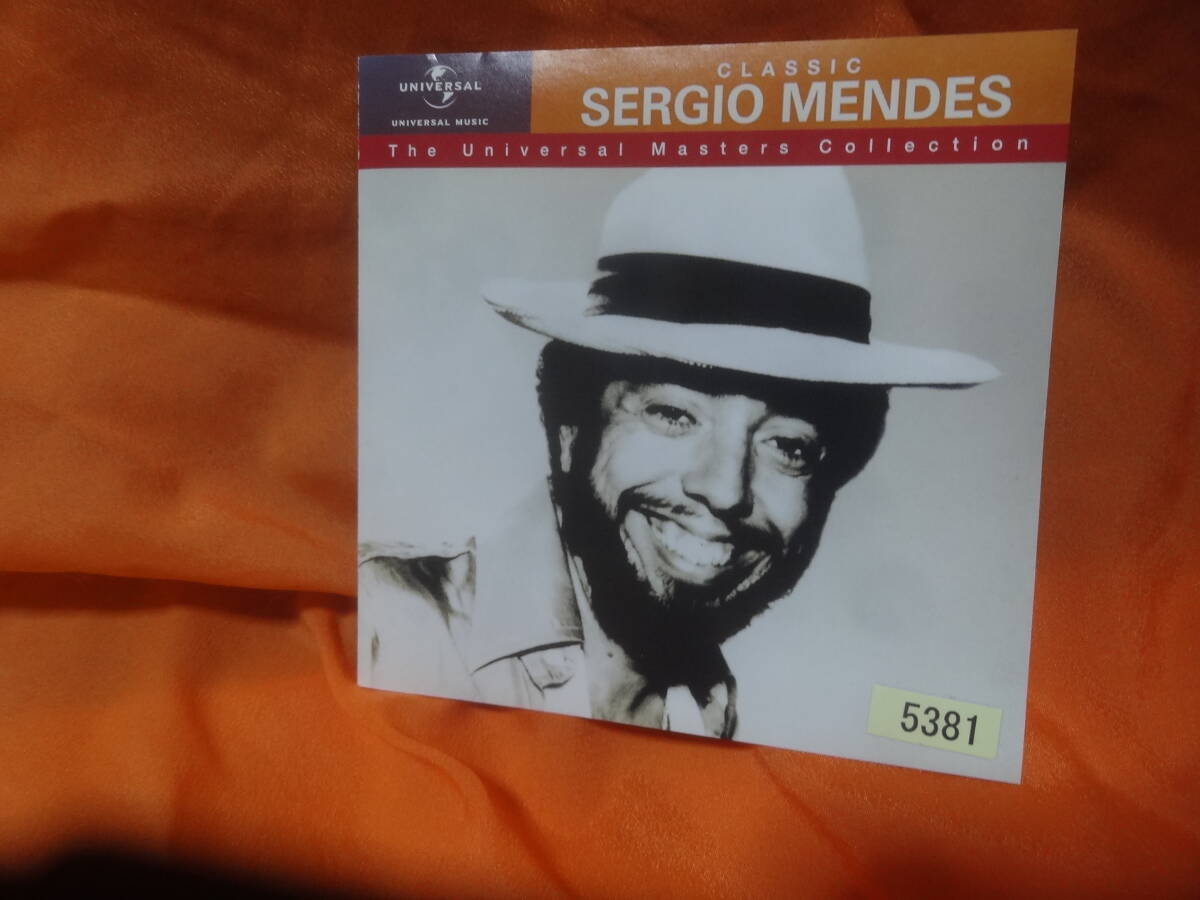 UNIVERSAL
UNIVERSAL MUSIC
CLASSIC
SERGIO MENDES
The Universal Masters Collection
5381